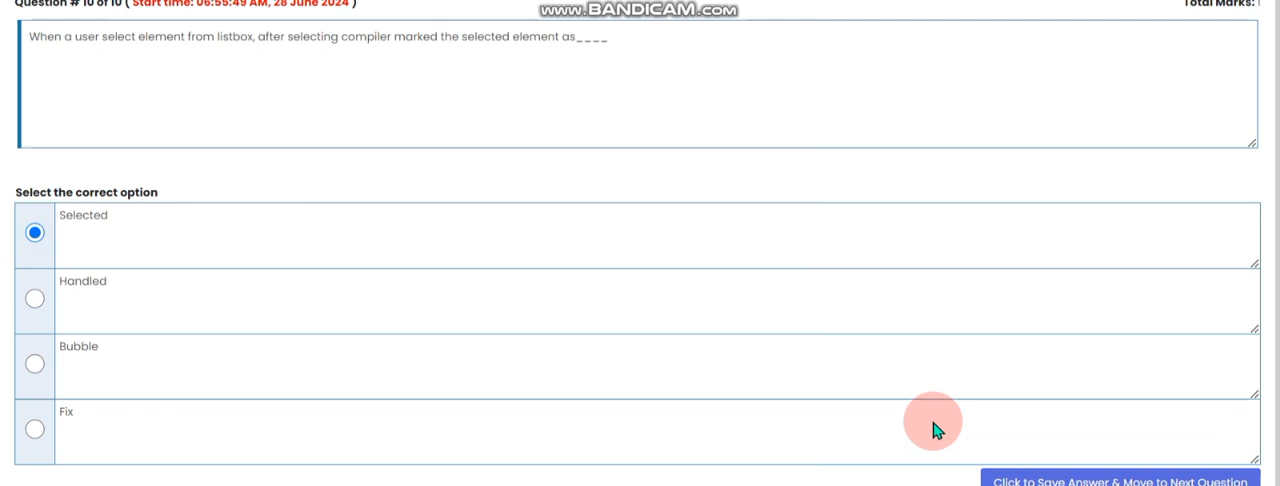 Question # 10 of 10 ( Start time: 06:55:49 AM, 28 June 2024 )
www.BANDICAM.com
Total Marks: 1
When a user select element from listbox, after selecting compiler marked the selected element as____
Select the correct option
Selected
Handled
Bubble
Fix
Click to Save Answer & Move to Next Question